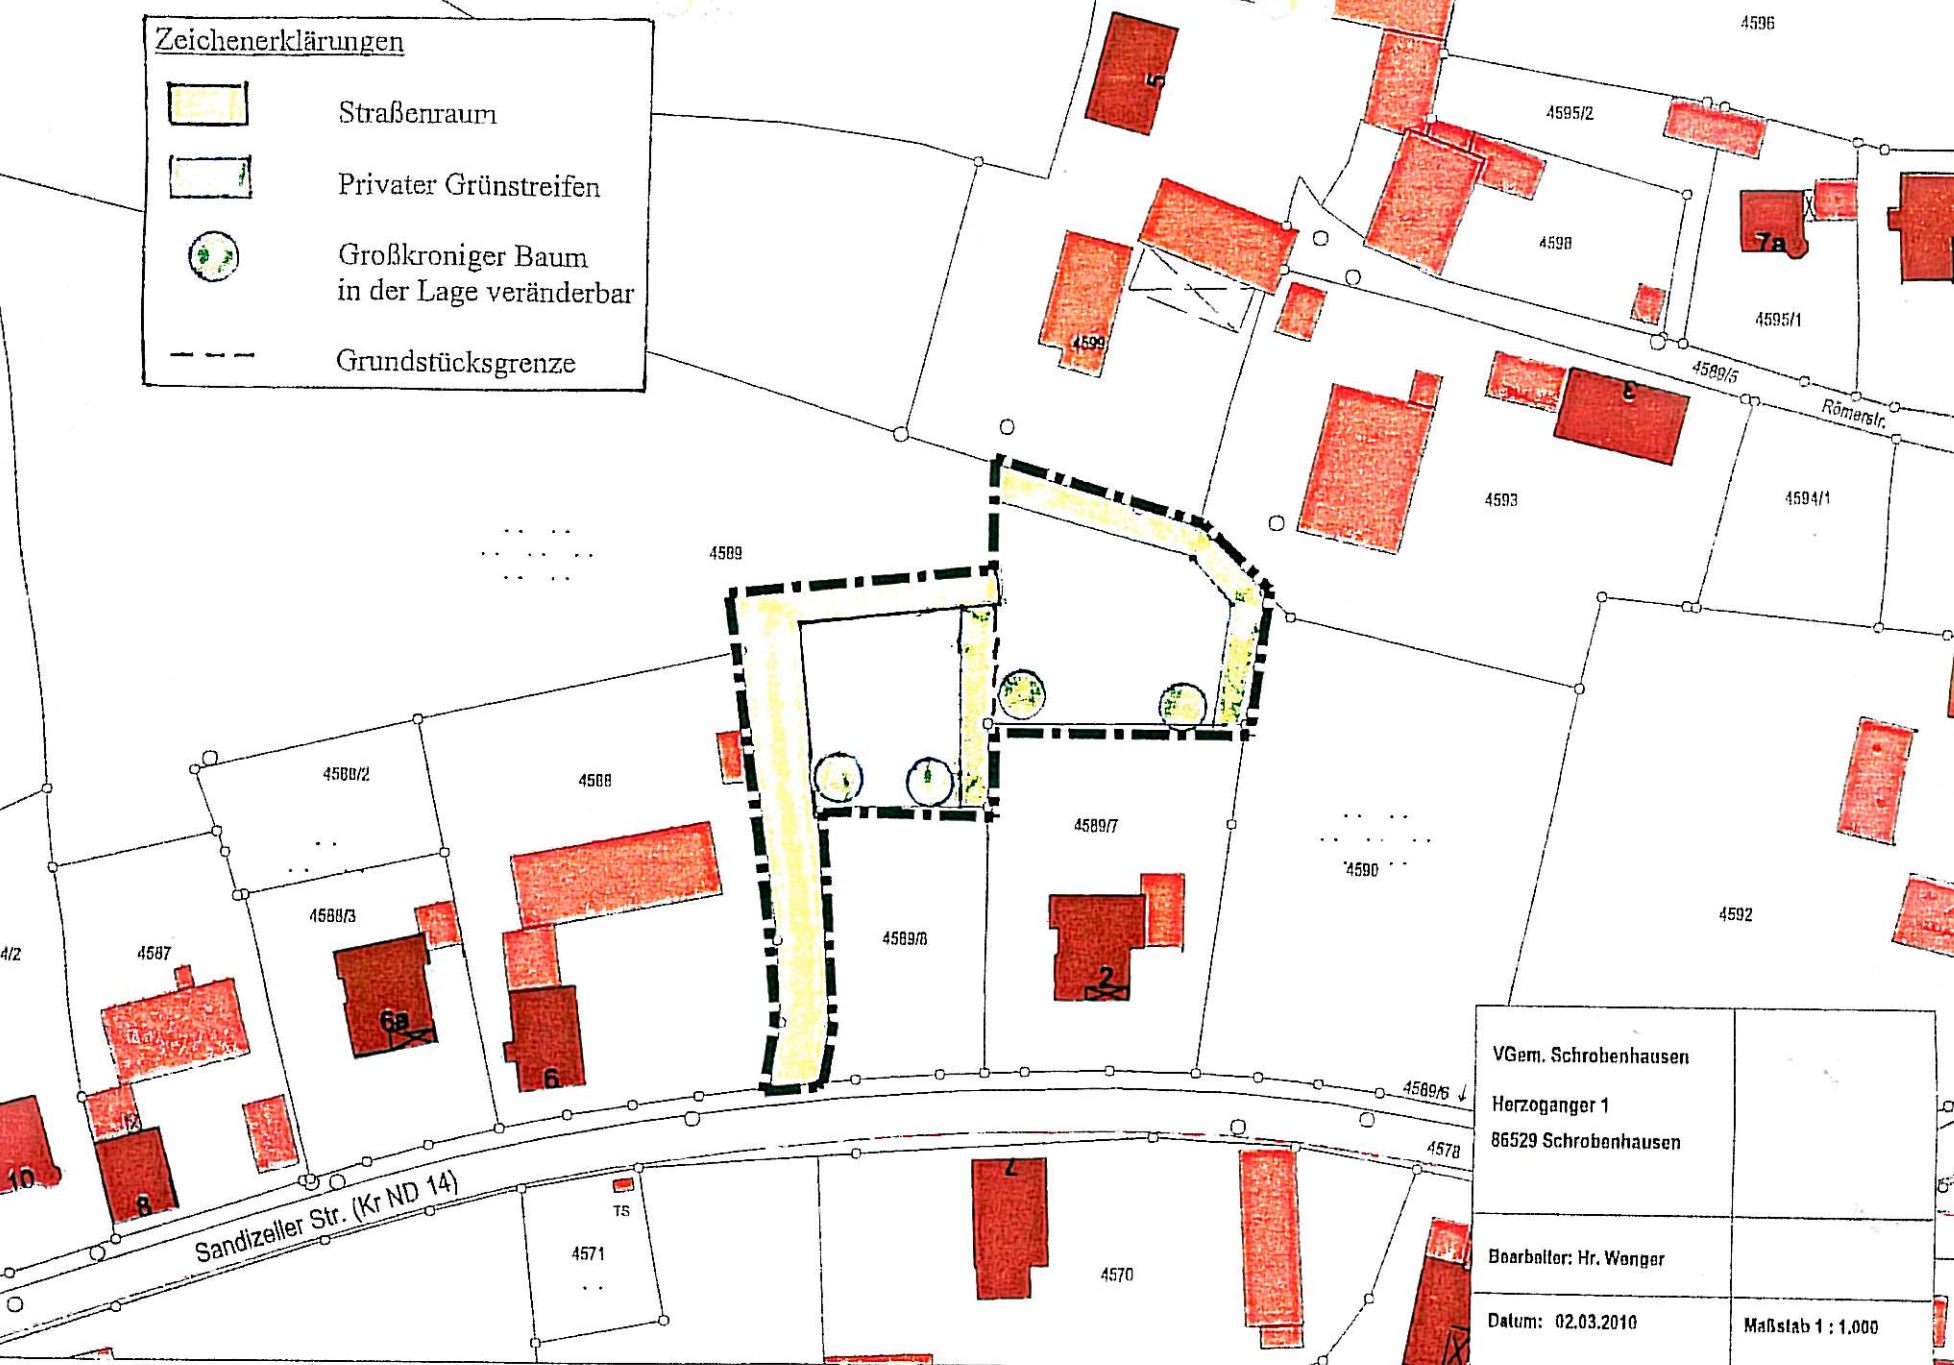 Zeichenerklärungen
Straßenraum
Privater Grünstreifen
Großkroniger Baum
in der Lage veränderbar
Grundstücksgrenze
4596
5
4595/2
4598
7a
4595/1
4599
4589/5
Römerstr.
3
4593
4594/1
4589
4588/2
4588
4589/7
4590
4588/3
4587
4/2
4589/8
4592
2
6a
6
8
10
4589/6
4578
Sandizeller Str. (Kr ND 14)
TS
4571
7
4570
VGem. Schrobenhausen
Herzoganger 1
86529 Schrobenhausen
Bearbeiter: Hr. Wenger
Datum: 02.03.2010
Maßstab 1 : 1.000